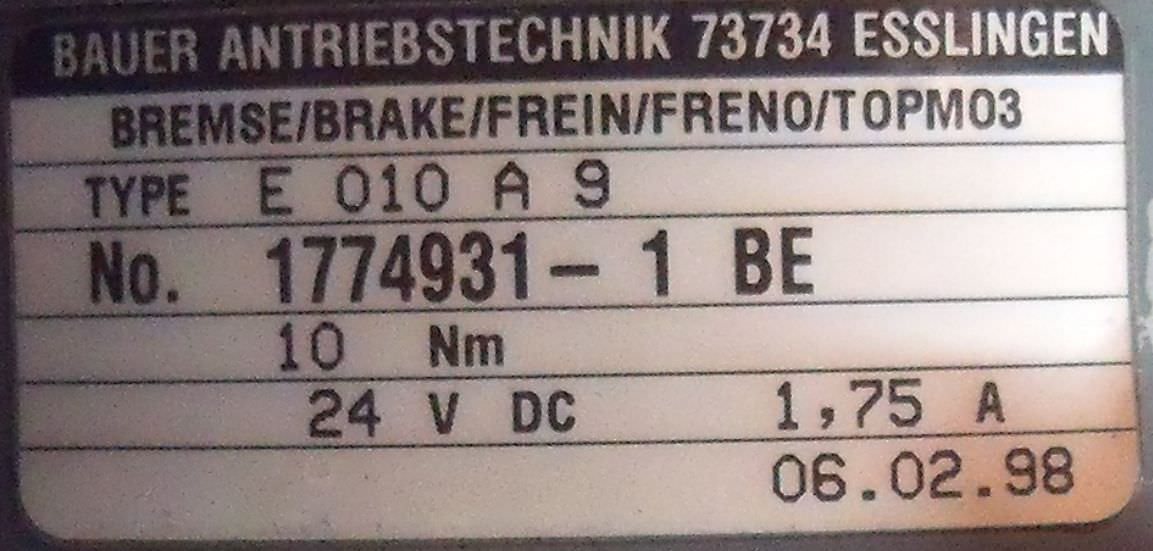 BAUER ANTRIEBSTECHNIK 73734 ESSLINGEN
BREMSE/BRAKE/FREIN/FRENO/TOPMO3
TYPE E 010 A 9
No. 1774931-1 BE
10 Nm
24 V DC 1,75 A
06.02.98